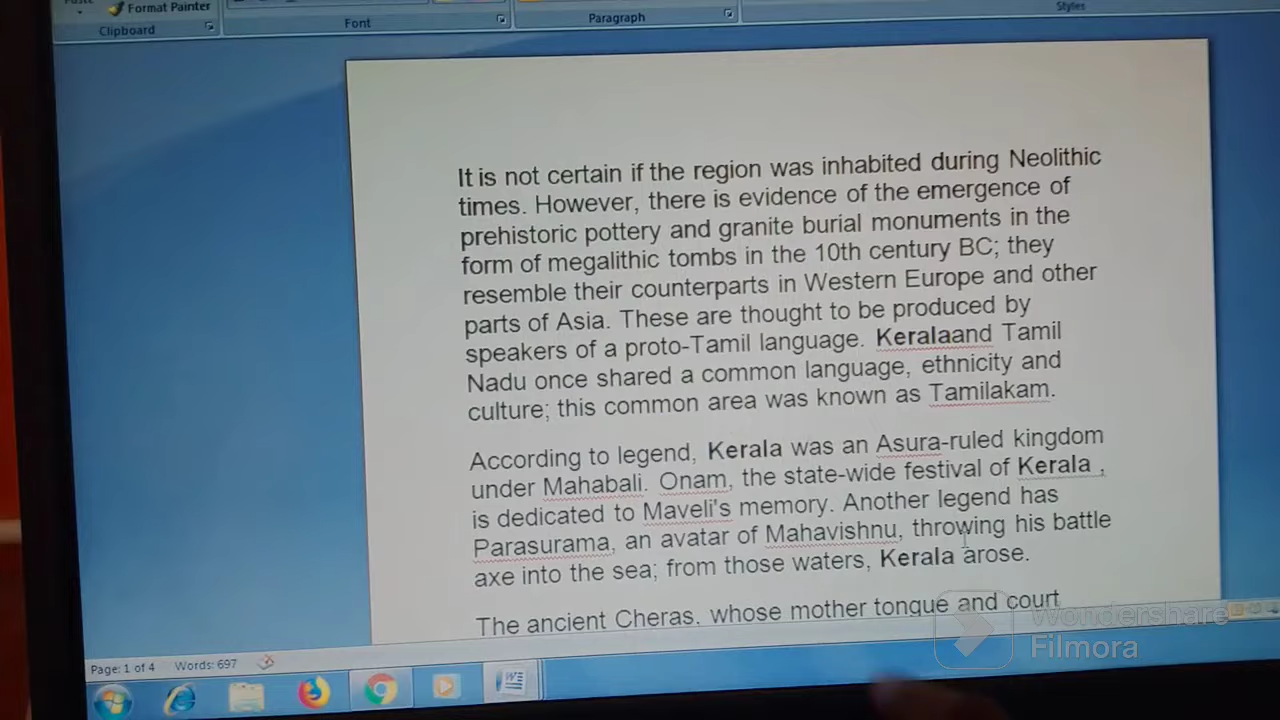 Format Painter
Clipboard
Font
Paragraph
Styles
It is not certain if the region was inhabited during Neolithic
times. However, there is evidence of the emergence of
prehistoric pottery and granite burial monuments in the
form of megalithic tombs in the 10th century BC; they
resemble their counterparts in Western Europe and other
parts of Asia. These are thought to be produced by
speakers of a proto-Tamil language. Keralaand Tamil
Nadu once shared a common language, ethnicity and
culture; this common area was known as Tamilakam.
According to legend, Kerala was an Asura-ruled kingdom
under Mahabali. Onam, the state-wide festival of Kerala ,
is dedicated to Maveli's memory. Another legend has
Parasurama, an avatar of Mahavishnu, throwing his battle
axe into the sea; from those waters, Kerala arose.
The ancient Cheras, whose mother tongue and court
Wondershare
Filmora
Page: 1 of 4 Words: 697